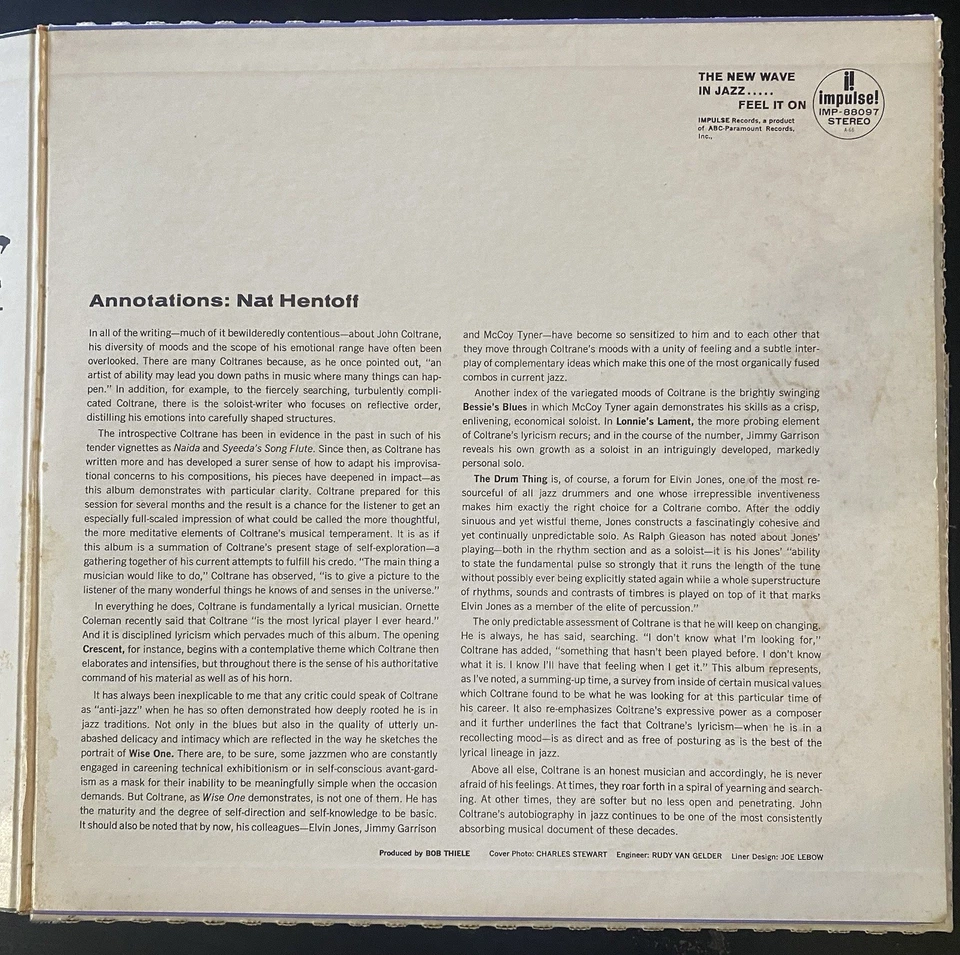 THE NEW WAVE
IN JAZZ.....
FEEL IT ON
IMPULSE Records, a product
of ABC-Paramount Records,
Inc.,
impulse!
IMP-88097
STEREO
A-66
Annotations: Nat Hentoff
In all of the writing—much of it bewilderedly contentious—about John Coltrane,
his diversity of moods and the scope of his emotional range have often been
overlooked. There are many Coltranes because, as he once pointed out, “an
artist of ability may lead you down paths in music where many things can hap-
pen.” In addition, for example, to the fiercely searching, turbulently compli-
cated Coltrane, there is the soloist-writer who focuses on reflective order,
distilling his emotions into carefully shaped structures.
The introspective Coltrane has been in evidence in the past in such of his
tender vignettes as Naida and Syeeda's Song Flute. Since then, as Coltrane has
written more and has developed a surer sense of how to adapt his improvisa-
tional concerns to his compositions, his pieces have deepened in impact—as
this album demonstrates with particular clarity. Coltrane prepared for this
session for several months and the result is a chance for the listener to get an
especially full-scaled impression of what could be called the more thoughtful,
the more meditative elements of Coltrane's musical temperament. It is as if
this album is a summation of Coltrane's present stage of self-exploration—a
gathering together of his current attempts to fulfill his credo. “The main thing a
musician would like to do,” Coltrane has observed, “is to give a picture to the
listener of the many wonderful things he knows of and senses in the universe.”
In everything he does, Coltrane is fundamentally a lyrical musician. Ornette
Coleman recently said that Coltrane “is the most lyrical player I ever heard.”
And it is disciplined lyricism which pervades much of this album. The opening
Crescent, for instance, begins with a contemplative theme which Coltrane then
elaborates and intensifies, but throughout there is the sense of his authoritative
command of his material as well as of his horn.
It has always been inexplicable to me that any critic could speak of Coltrane
as “anti-jazz” when he has so often demonstrated how deeply rooted he is in
jazz traditions. Not only in the blues but also in the quality of utterly un-
abashed delicacy and intimacy which are reflected in the way he sketches the
portrait of Wise One. There are, to be sure, some jazzmen who are constantly
engaged in careening technical exhibitionism or in self-conscious avant-gard-
ism as a mask for their inability to be meaningfully simple when the occasion
demands. But Coltrane, as Wise One demonstrates, is not one of them. He has
the maturity and the degree of self-direction and self-knowledge to be basic.
It should also be noted that by now, his colleagues—Elvin Jones, Jimmy Garrison
and McCoy Tyner—have become so sensitized to him and to each other that
they move through Coltrane's moods with a unity of feeling and a subtle inter-
play of complementary ideas which make this one of the most organically fused
combos in current jazz.
Another index of the variegated moods of Coltrane is the brightly swinging
Bessie's Blues in which McCoy Tyner again demonstrates his skills as a crisp,
enlivening, economical soloist. In Lonnie's Lament, the more probing element
of Coltrane's lyricism recurs; and in the course of the number, Jimmy Garrison
reveals his own growth as a soloist in an intriguingly developed, markedly
personal solo.
The Drum Thing is, of course, a forum for Elvin Jones, one of the most re-
sourceful of all jazz drummers and one whose irrepressible inventiveness
makes him exactly the right choice for a Coltrane combo. After the oddly
sinuous and yet wistful theme, Jones constructs a fascinatingly cohesive and
yet continually unpredictable solo. As Ralph Gleason has noted about Jones'
playing—both in the rhythm section and as a soloist—it is his Jones' “ability
to state the fundamental pulse so strongly that it runs the length of the tune
without possibly ever being explicitly stated again while a whole superstructure
of rhythms, sounds and contrasts of timbres is played on top of it that marks
Elvin Jones as a member of the elite of percussion.”
The only predictable assessment of Coltrane is that he will keep on changing.
He is always, he has said, searching. “I don't know what I'm looking for,”
Coltrane has added, “something that hasn't been played before. I don't know
what it is. I know I'll have that feeling when I get it.” This album represents,
as I've noted, a summing-up time, a survey from inside of certain musical values
which Coltrane found to be what he was looking for at this particular time of
his career. It also re-emphasizes Coltrane's expressive power as a composer
and it further underlines the fact that Coltrane's lyricism—when he is in a
recollecting mood—is as direct and as free of posturing as is the best of the
lyrical lineage in jazz.
Above all else, Coltrane is an honest musician and accordingly, he is never
afraid of his feelings. At times, they roar forth in a spiral of yearning and search-
ing. At other times, they are softer but no less open and penetrating. John
Coltrane's autobiography in jazz continues to be one of the most consistently
absorbing musical document of these decades.
Produced by BOB THIELE Cover Photo: CHARLES STEWART Engineer: RUDY VAN GELDER Liner Design: JOE LEBOW